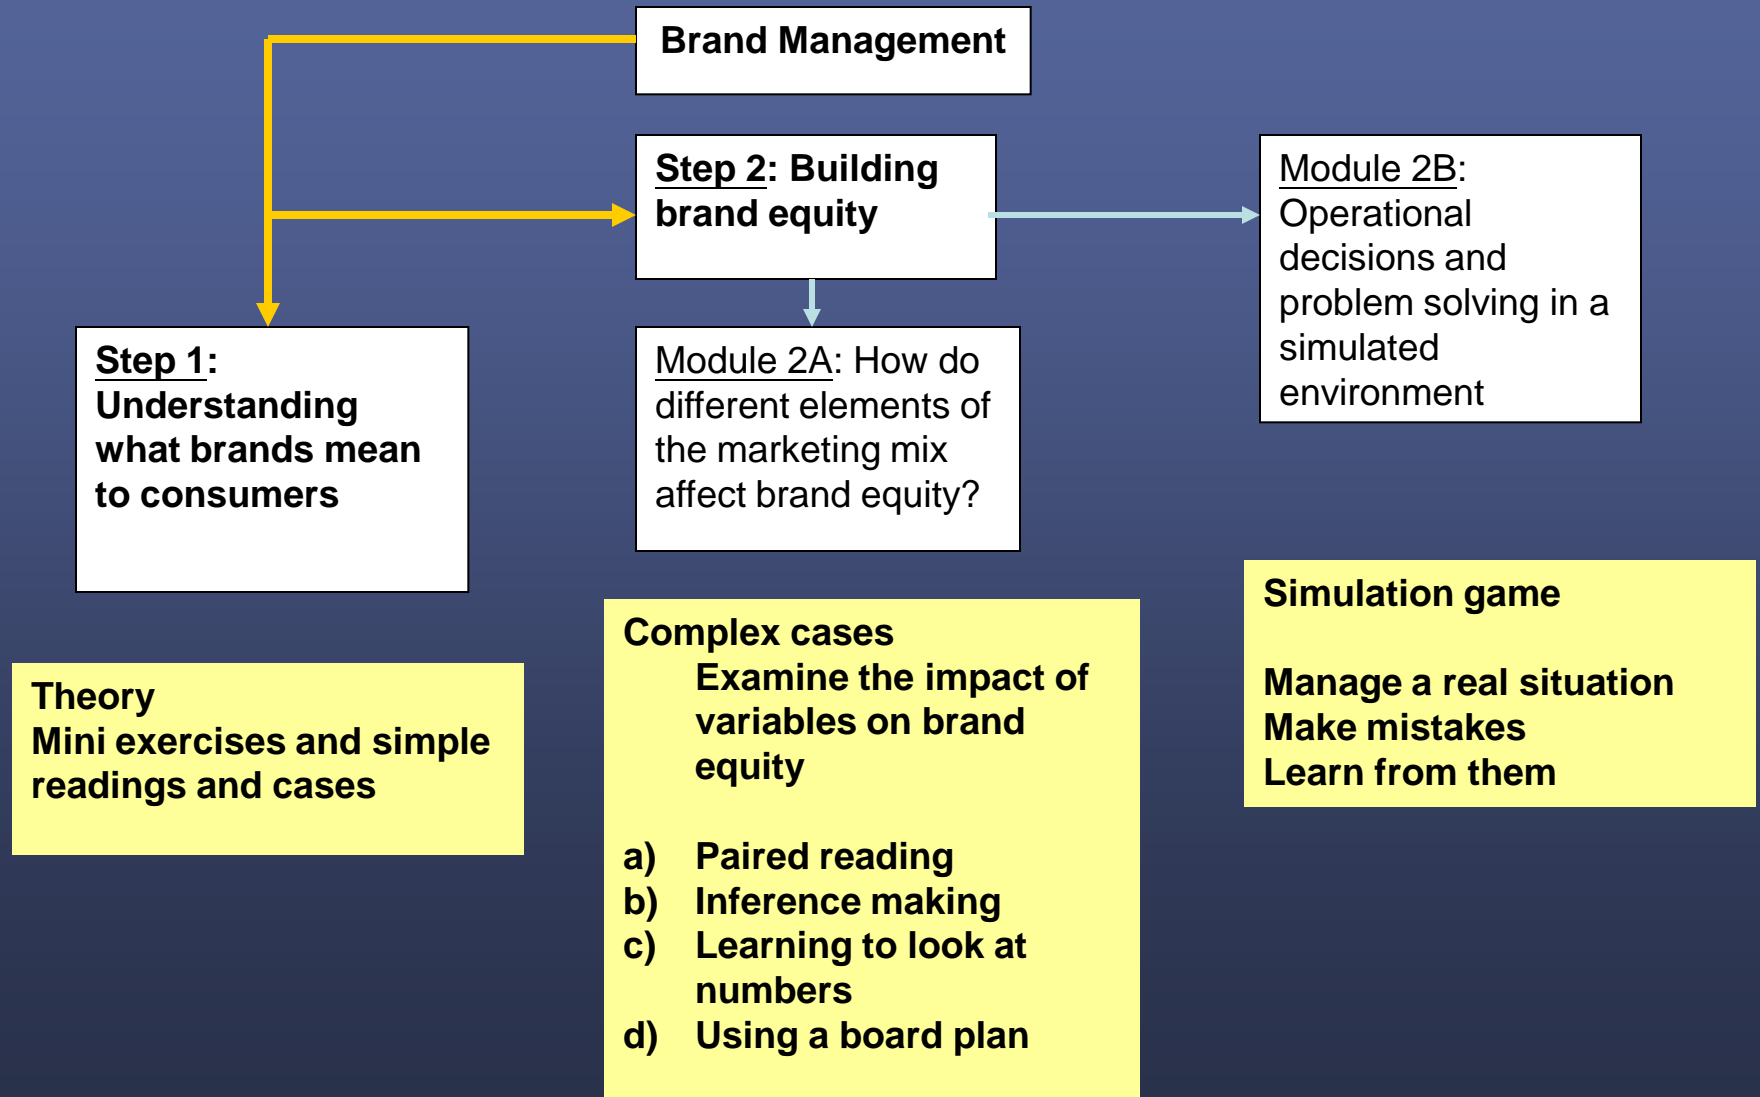 Brand Management
Step 2: Building
brand equity
Module 2B:
Operational
decisions and
problem solving in a
simulated
environment
Step 1:
Understanding
what brands mean
to consumers
Module 2A: How do
different elements of
the marketing mix
affect brand equity?
Theory
Mini exercises and simple
readings and cases
Complex cases
Examine the impact of
variables on brand
equity
a) Paired reading
b) Inference making
c) Learning to look at
numbers
d) Using a board plan
Simulation game
Manage a real situation
Make mistakes
Learn from them